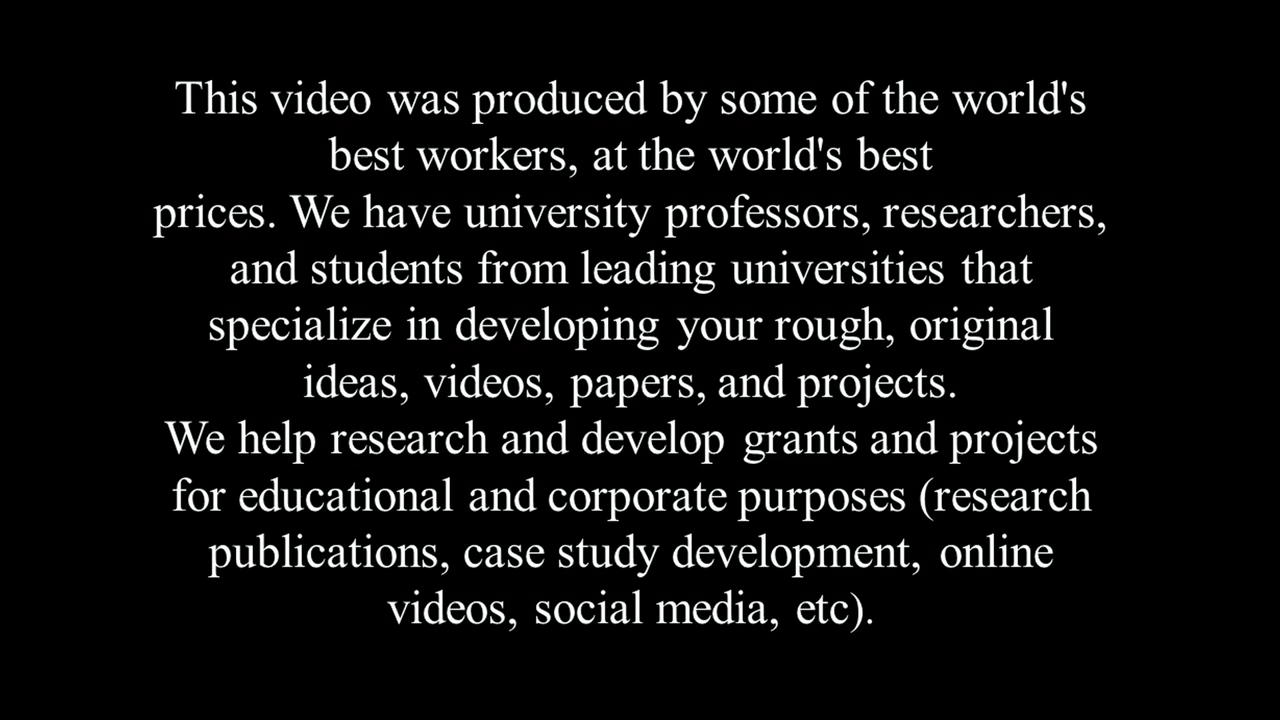 This video was produced by some of the world's
best workers, at the world's best
prices. We have university professors, researchers,
and students from leading universities that
specialize in developing your rough, original
ideas, videos, papers, and projects.
We help research and develop grants and projects
for educational and corporate purposes (research
publications, case study development, online
videos, social media, etc).